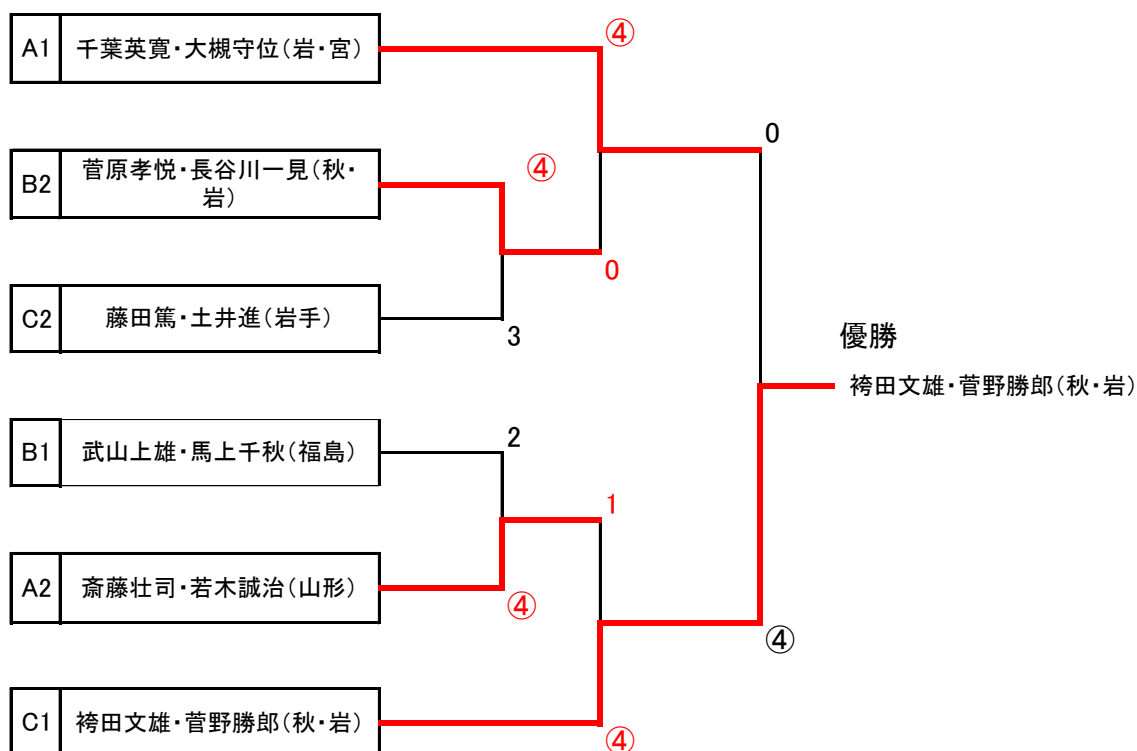 A1 千葉英寛・大槻守位(岩・宮)
④
0
B2 菅原孝悦・長谷川一見(秋・
岩)
④
0
C2 藤田篤・土井進(岩手)
3
優勝
袴田文雄・菅野勝郎(秋・岩)
B1 武山上雄・馬上千秋(福島)
2
1
A2 斎藤壮司・若木誠治(山形)
④
④
C1 袴田文雄・菅野勝郎(秋・岩)
④